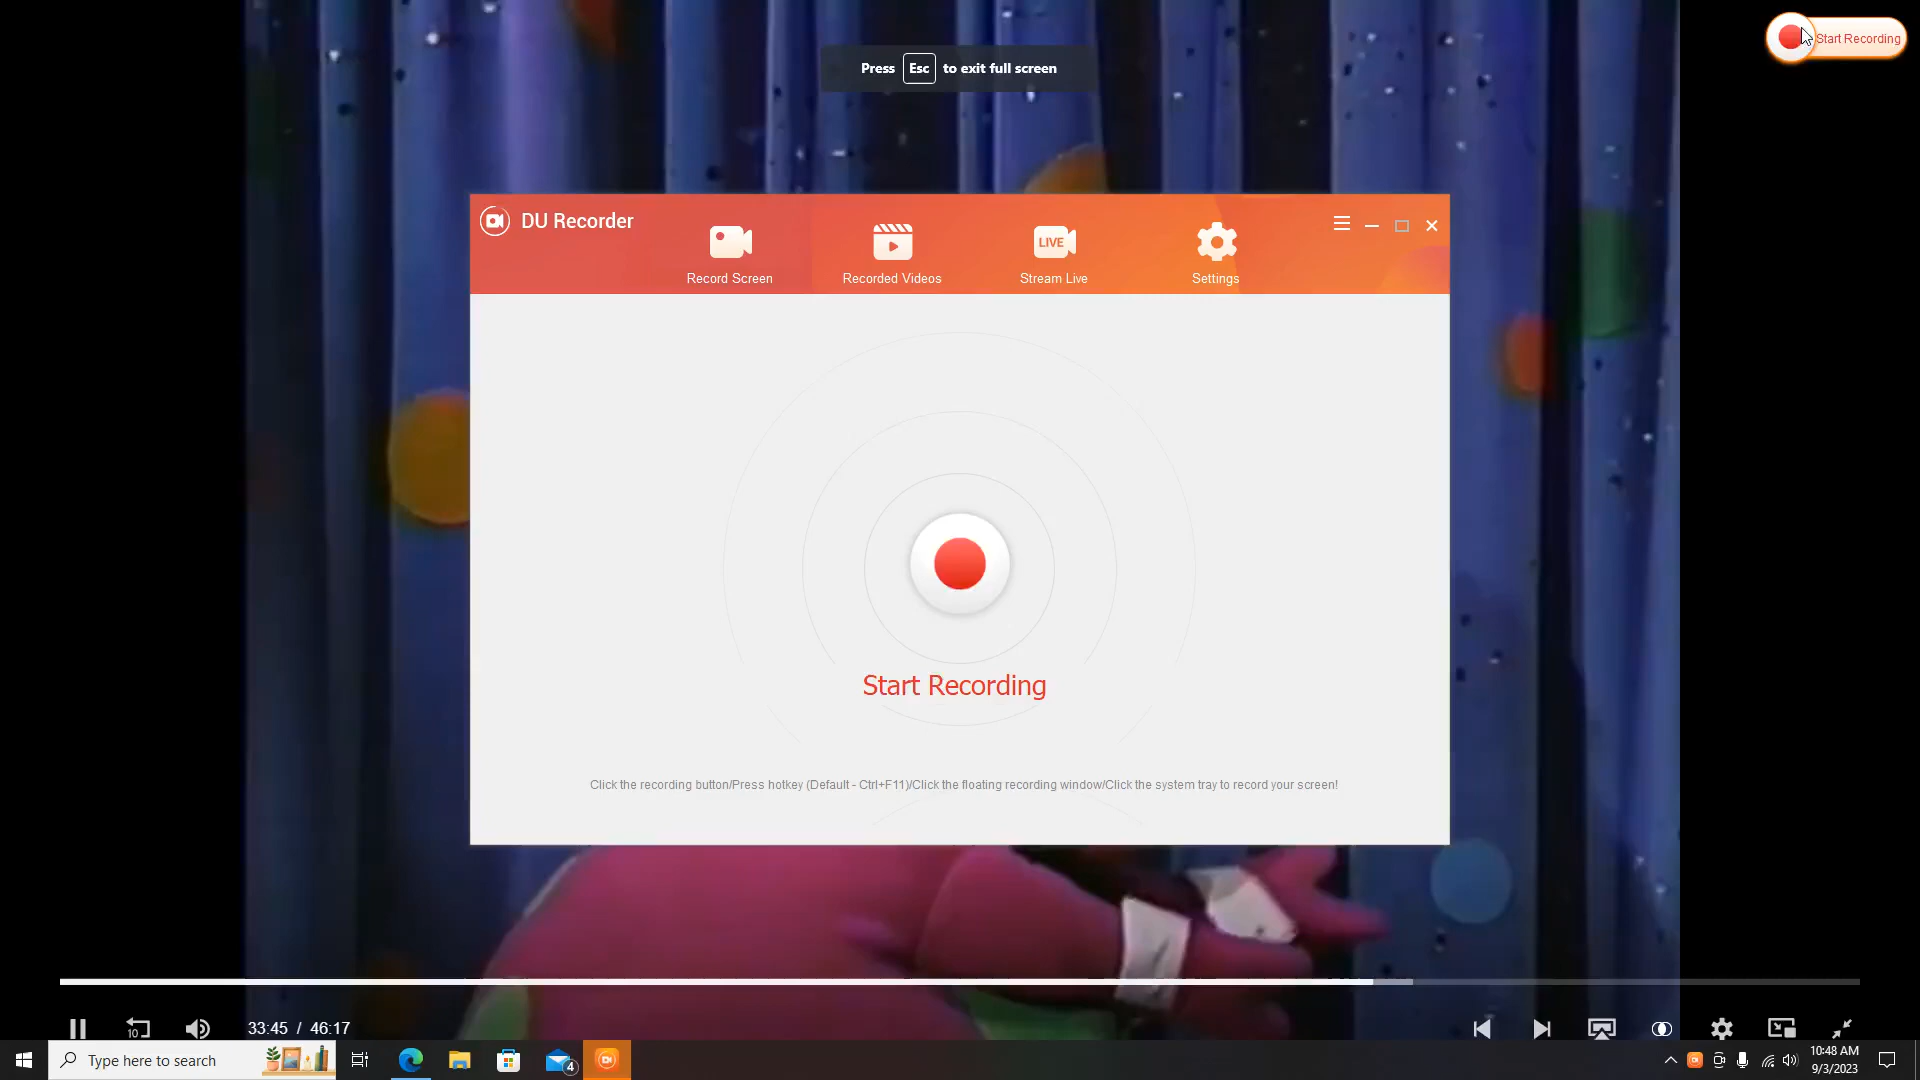 Start Recording
Press Esc to exit full screen
DU Recorder
LIVE
Record Screen
Recorded Videos
Stream Live
Settings
Start Recording
Click the recording button/Press hotkey (Default - Ctrl+F11)/Click the floating recording window/Click the system tray to record your screen!
10
33:45 / 46:17
Type here to search
4
10:48 AM
9/3/2023